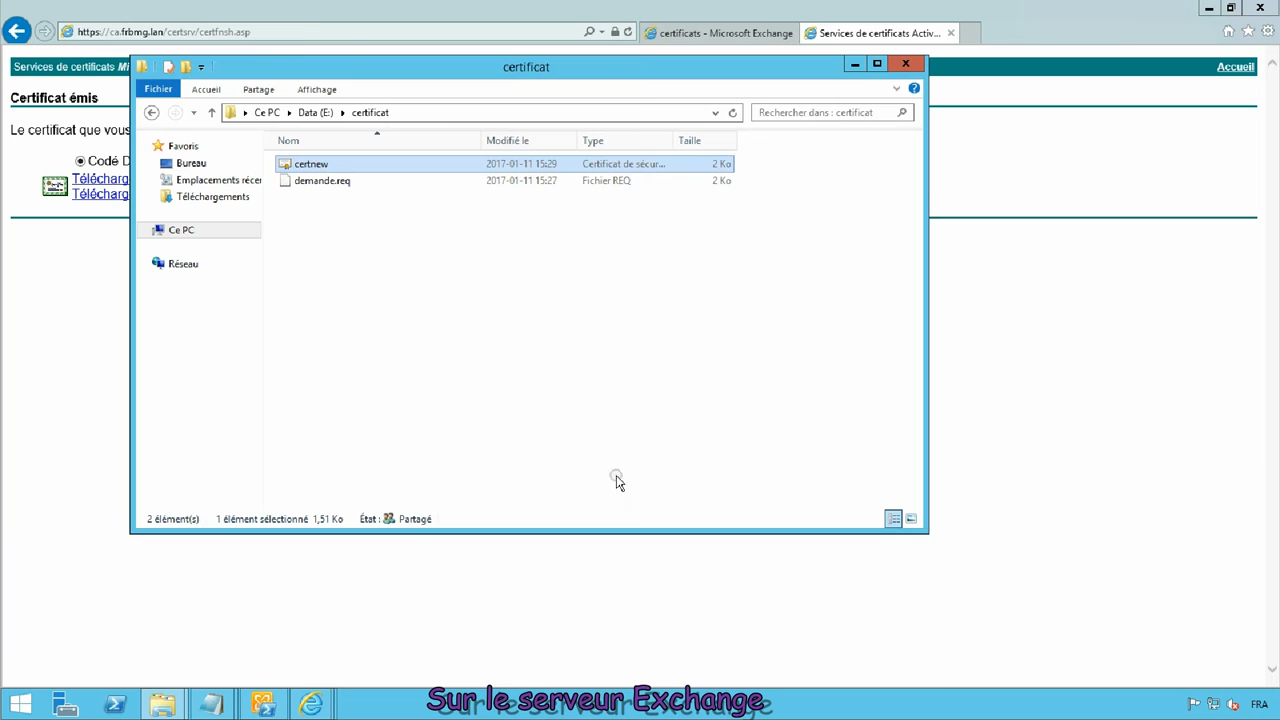 https://ca.frbmg.lan/certsrv/certfnsh.asp
certificats - Microsoft Exchange
Services de certificats Activ...
Services de certificats Mi
Accueil
Certificat émis
Le certificat que vous
Codé D
Télécharg
Télécharg
certificat
Fichier Accueil Partage Affichage
Ce PC Data (E:) certificat
Rechercher dans : certificat
Nom Modifié le Type Taille
certnew 2017-01-11 15:29 Certificat de sécur... 2 Ko
demande.req 2017-01-11 15:27 Fichier REQ 2 Ko
Favoris
Bureau
Emplacements récer
Téléchargements
Ce PC
Réseau
2 élément(s) 1 élément sélectionné 1,51 Ko État : Partagé
Sur le serveur Exchange
FRA